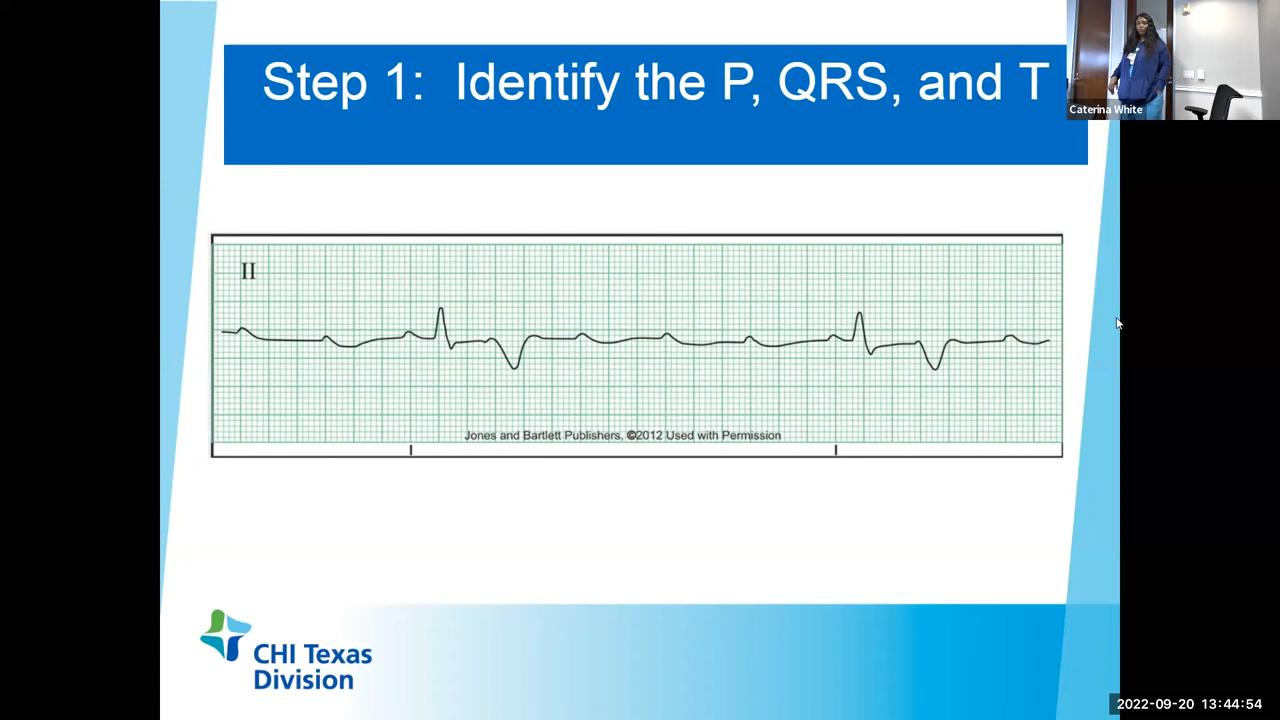 Step 1:  Identify the P, QRS, and T
Caterina White
II
Jones and Bartlett Publishers, ©2012 Used with Permission
CHI Texas
Division
2022-09-20 13:44:54